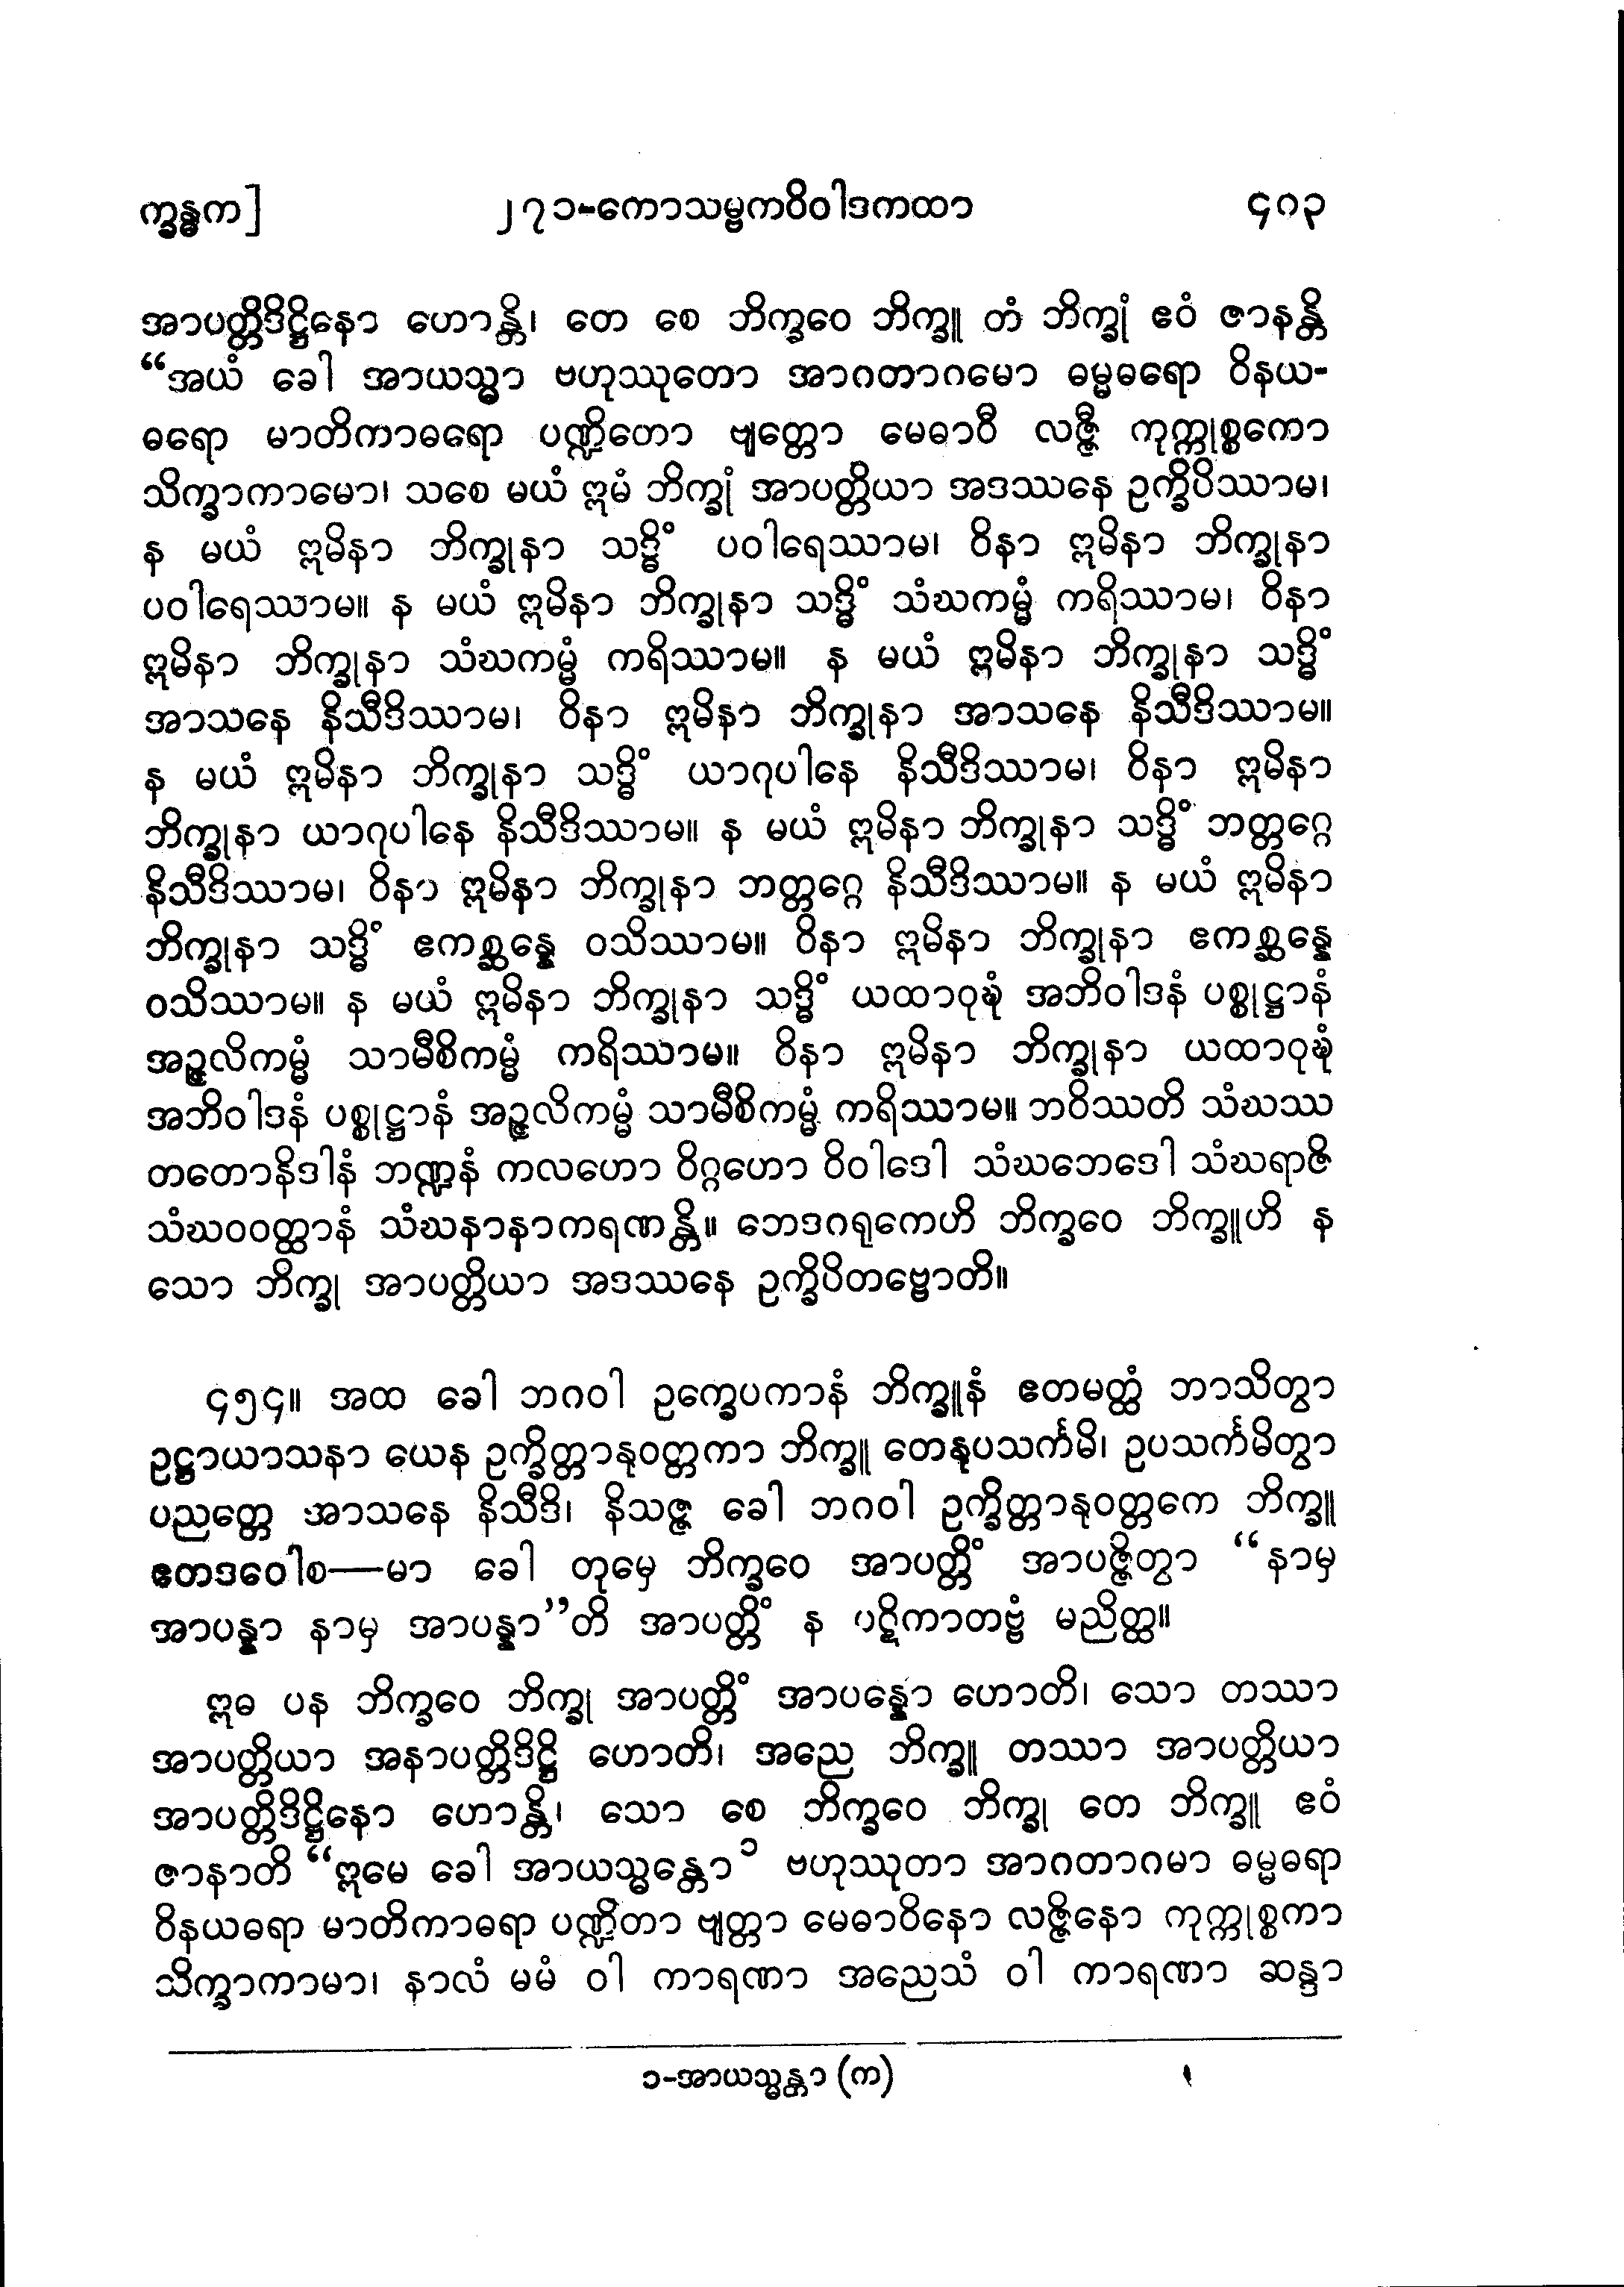 က္ခန္ဓက]
၂၇၁-ကောသမ္ဗကဝိဝါဒကထာ
၄၈၃
အာပတ္တိဒိဋ္ဌိနော ဟောန္တိ၊ တေ စေ ဘိက္ခဝေ ဘိက္ခူ တံ ဘိက္ခုံ ဧဝံ ဇာနန္တိ
“အယံ ခေါ အာယသ္မာ ဗဟုဿုတော အာဂတာဂမော ဓမ္မဓရော ဝိနယ-
ဓရော မာတိကာဓရော ပဏ္ဍိတော ဗျတ္တော မေဓာဝီ လဇ္ဇီ ကုက္ကုစ္စကော
သိက္ခာကာမော၊ သစေ မယံ ဣမံ ဘိက္ခုံ အာပတ္တိယာ အဒဿနေ ဥက္ခိပိဿာမ၊
န မယံ ဣမိနာ ဘိက္ခုနာ သဒ္ဓိံ ပဝါရေဿာမ၊ ဝိနာ ဣမိနာ ဘိက္ခုနာ
ပဝါရေဿာမ။ န မယံ ဣမိနာ ဘိက္ခုနာ သဒ္ဓိံ သံဃကမ္မံ ကရိဿာမ၊ ဝိနာ
ဣမိနာ ဘိက္ခုနာ သံဃကမ္မံ ကရိဿာမ။ န မယံ ဣမိနာ ဘိက္ခုနာ သဒ္ဓိံ
အာသနေ နိသီဒိဿာမ၊ ဝိနာ ဣမိနာ ဘိက္ခုနာ အာသနေ နိသီဒိဿာမ။
န မယံ ဣမိနာ ဘိက္ခုနာ သဒ္ဓိံ ယာဂုပါနေ နိသီဒိဿာမ၊ ဝိနာ ဣမိနာ
ဘိက္ခုနာ ယာဂုပါနေ နိသီဒိဿာမ။ န မယံ ဣမိနာ ဘိက္ခုနာ သဒ္ဓိံ ဘတ္တဂ္ဂေ
နိသီဒိဿာမ၊ ဝိနာ ဣမိနာ ဘိက္ခုနာ ဘတ္တဂ္ဂေ နိသီဒိဿာမ။ န မယံ ဣမိနာ
ဘိက္ခုနာ သဒ္ဓိံ ဧကစ္ဆန္နေ ဝသိဿာမ။ ဝိနာ ဣမိနာ ဘိက္ခုနာ ဧကစ္ဆန္နေ
ဝသိဿာမ။ န မယံ ဣမိနာ ဘိက္ခုနာ သဒ္ဓိံ ယထာဝုဍ္ဎံ အဘိဝါဒနံ ပစ္စုဋ္ဌာနံ
အဉ္ဇလိကမ္မံ သာမီစိကမ္မံ ကရိဿာမ။ ဝိနာ ဣမိနာ ဘိက္ခုနာ ယထာဝုဍ္ဎံ
အဘိဝါဒနံ ပစ္စုဋ္ဌာနံ အဉ္ဇလိကမ္မံ သာမီစိကမ္မံ ကရိဿာမ။ ဘဝိဿတိ သံဃဿ
တတောနိဒါနံ ဘဏ္ဍနံ ကလဟော ဝိဂ္ဂဟော ဝိဝါဒေါ သံဃဘေဒေါ သံဃရာဇိ
သံဃဝဝတ္ထာနံ သံဃနာနာကရဏန္တိ။ ဘေဒဂရုကေဟိ ဘိက္ခဝေ ဘိက္ခူဟိ န
သော ဘိက္ခု အာပတ္တိယာ အဒဿနေ ဥက္ခိပိတဗ္ဗောတိ။
၄၅၄။ အထ ခေါ ဘဂဝါ ဥက္ခေပကာနံ ဘိက္ခူနံ ဧတမတ္ထံ ဘာသိတွာ
ဥဋ္ဌာယာသနာ ယေန ဥက္ခိတ္တာနုဝတ္တကာ ဘိက္ခူ တေနုပသင်္ကမိ၊ ဥပသင်္ကမိတွာ
ပညတ္တေ အာသနေ နိသီဒိ၊ နိသဇ္ဇ ခေါ ဘဂဝါ ဥက္ခိတ္တာနုဝတ္တကေ ဘိက္ခူ
ဧတဒဝေါစ—မာ ခေါ တုမှေ ဘိက္ခဝေ အာပတ္တိံ အာပဇ္ဇိတွာ “နာမှ
အာပန္နာ နာမှ အာပန္နာ”တိ အာပတ္တိံ န ပဋိကာတဗ္ဗံ မညိတ္ထ။
ဣဓ ပန ဘိက္ခဝေ ဘိက္ခု အာပတ္တိံ အာပန္နော ဟောတိ၊ သော တဿာ
အာပတ္တိယာ အနာပတ္တိဒိဋ္ဌိ ဟောတိ၊ အညေ ဘိက္ခူ တဿာ အာပတ္တိယာ
အာပတ္တိဒိဋ္ဌိနော ဟောန္တိ၊ သော စေ ဘိက္ခဝေ ဘိက္ခု တေ ဘိက္ခူ ဧဝံ
ဇာနာတိ “ဣမေ ခေါ အာယသ္မန္တော၁ ဗဟုဿုတာ အာဂတာဂမာ ဓမ္မဓရာ
ဝိနယဓရာ မာတိကာဓရာ ပဏ္ဍိတာ ဗျတ္တာ မေဓာဝိနော လဇ္ဇိနော ကုက္ကုစ္စကာ
သိက္ခာကာမာ၊ နာလံ မမံ ဝါ ကာရဏာ အညေသံ ဝါ ကာရဏာ ဆန္ဒာ
၁-အာယသ္မန္တာ (က)